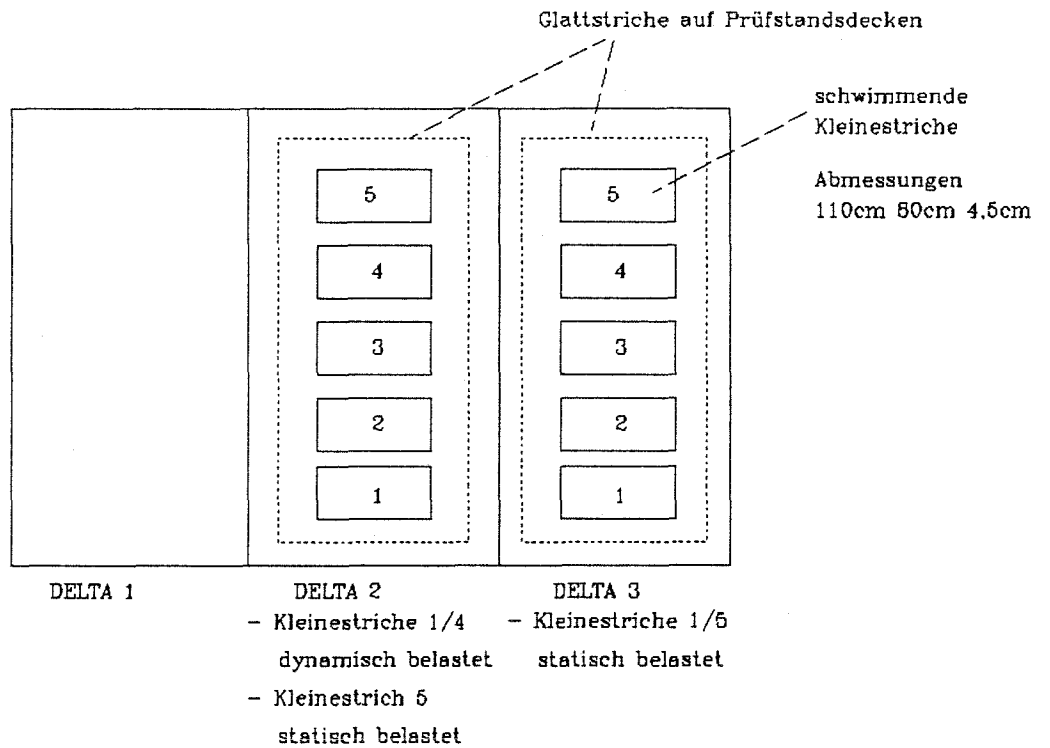 Glattstriche auf Prüfstandsdecken
schwimmende
Kleinestriche
Abmessungen
110cm 80cm 4,5cm
5
5
4
4
3
3
2
2
1
1
DELTA 1
DELTA 2
DELTA 3
- Kleinestriche 1/4
dynamisch belastet
- Kleinestrich 5
statisch belastet
- Kleinestriche 1/5
statisch belastet